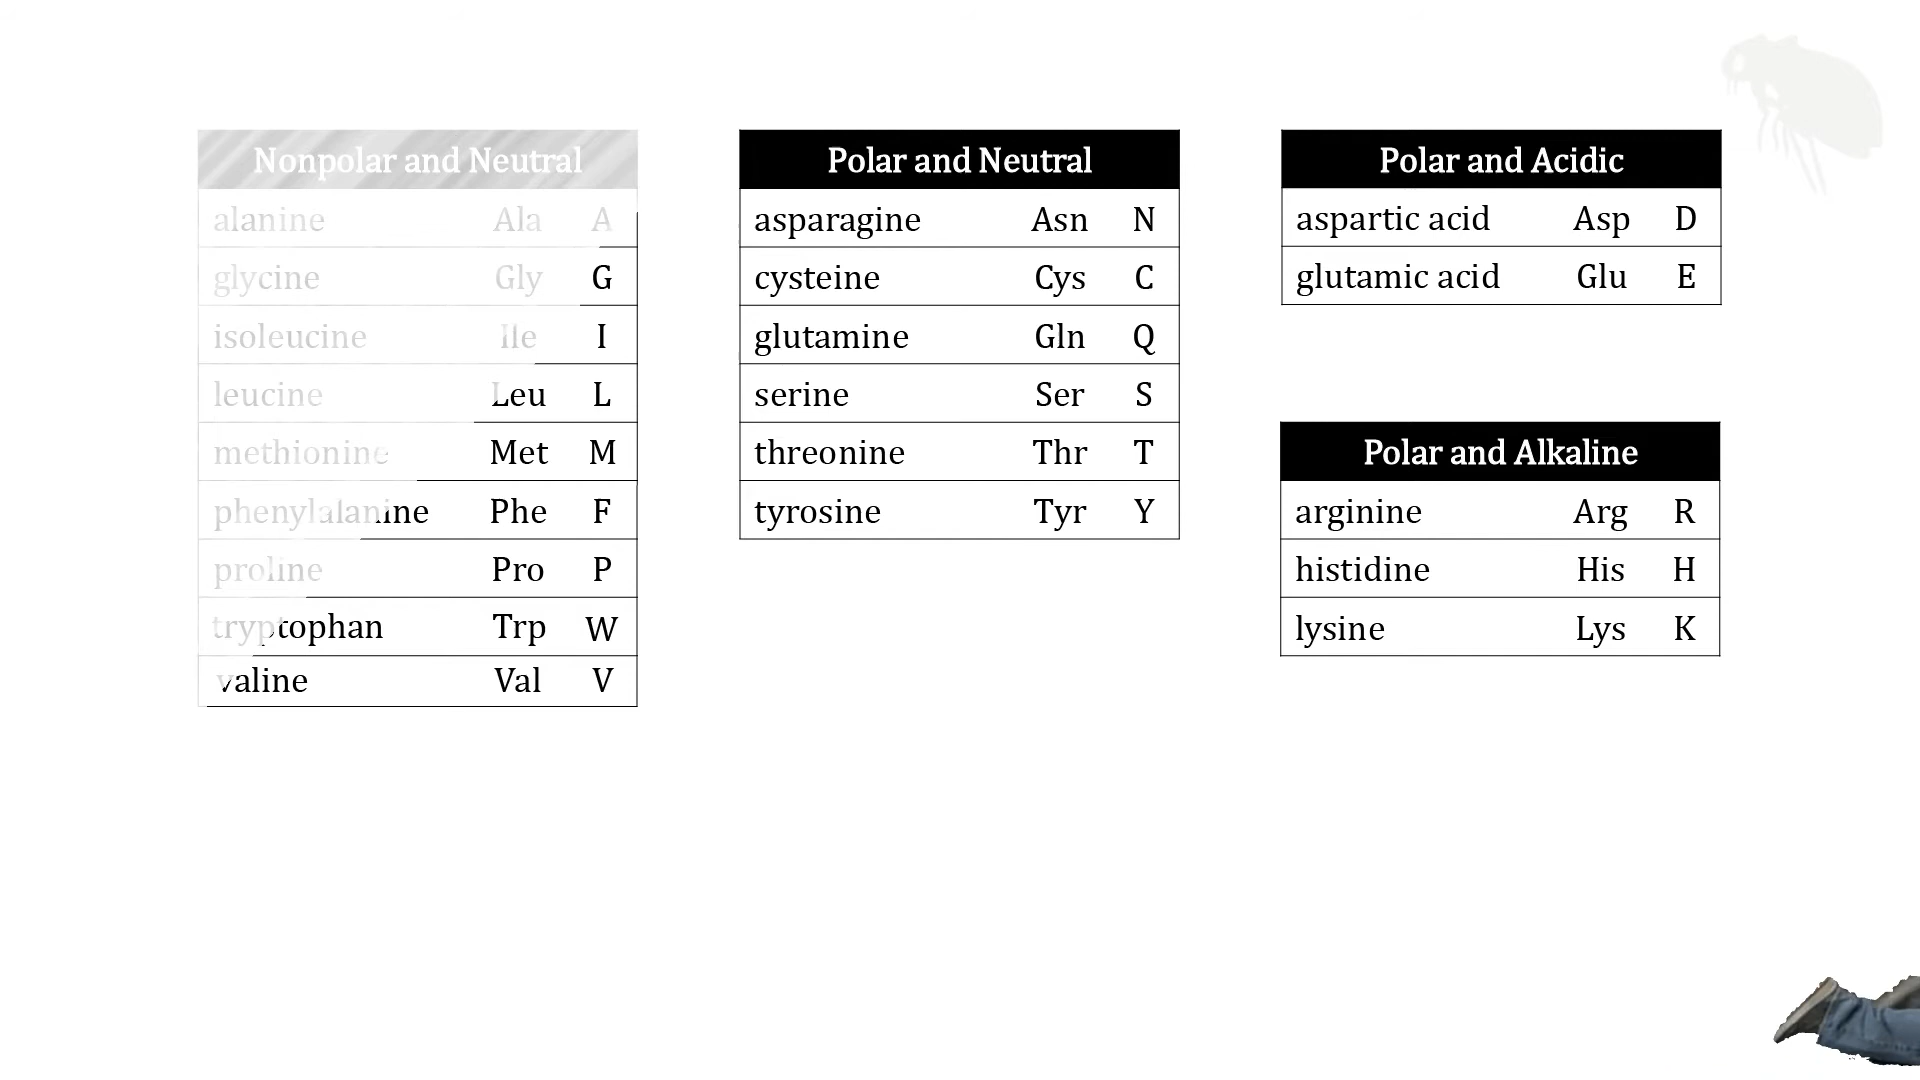 Nonpolar and Neutral
alanine Ala A
glycine Gly G
isoleucine Ile I
leucine Leu L
methionine Met M
phenylalanine Phe F
proline Pro P
tryptophan Trp W
valine Val V
Polar and Neutral
asparagine Asn N
cysteine Cys C
glutamine Gln Q
serine Ser S
threonine Thr T
tyrosine Tyr Y
Polar and Acidic
aspartic acid Asp D
glutamic acid Glu E
Polar and Alkaline
arginine Arg R
histidine His H
lysine Lys K